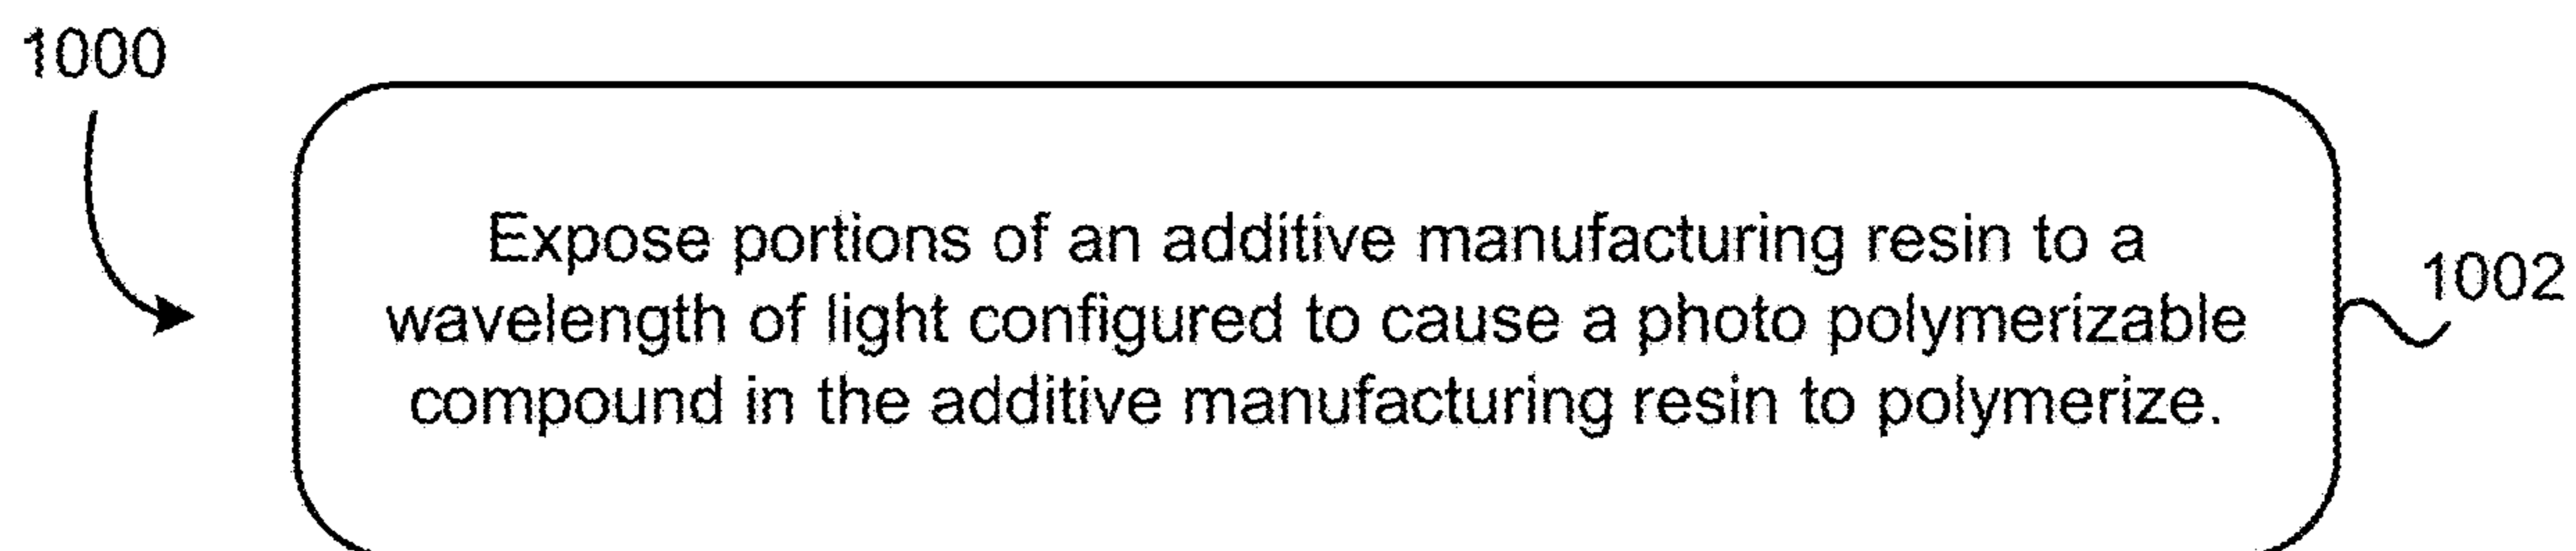 1000
Expose portions of an additive manufacturing resin to a
wavelength of light configured to cause a photo polymerizable
compound in the additive manufacturing resin to polymerize.
1002